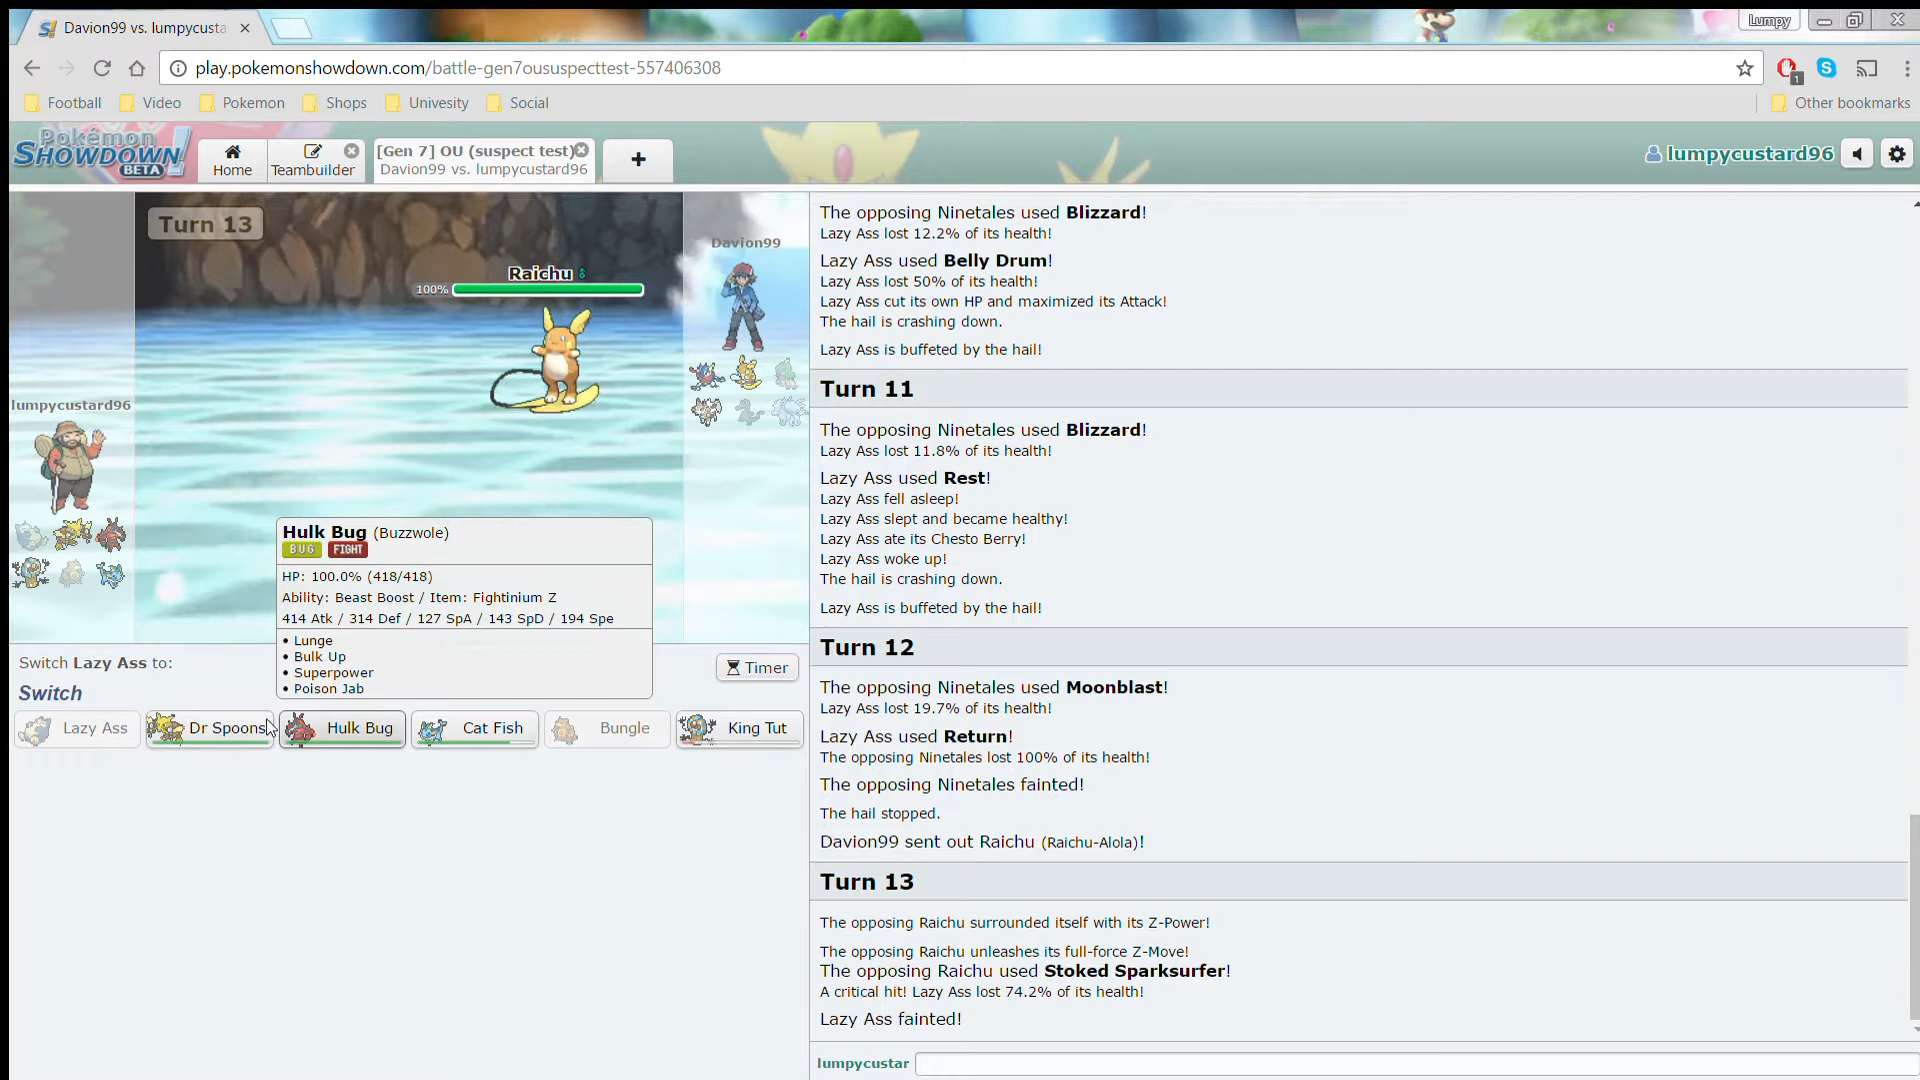 Davion99 vs. lumpycusta
Lumpy
play.pokemonshowdown.com/battle-gen7oususpecttest-557406308
1
Football
Video
Pokemon
Shops
Univesity
Social
Other bookmarks
Pokémon
SHOWDOWN!
BETA
Home
Teambuilder
[Gen 7] OU (suspect test)
Davion99 vs. lumpycustard96
+
lumpycustard96
Turn 13
Davion99
Raichu
100%
lumpycustard96
Hulk Bug (Buzzwole)
BUG FIGHT
HP: 100.0% (418/418)
Ability: Beast Boost / Item: Fightinium Z
414 Atk / 314 Def / 127 SpA / 143 SpD / 194 Spe
• Lunge
• Bulk Up
• Superpower
• Poison Jab
Switch Lazy Ass to:
Timer
Switch
Lazy Ass
Dr Spoons
Hulk Bug
Cat Fish
Bungle
King Tut
The opposing Ninetales used Blizzard!
Lazy Ass lost 12.2% of its health!
Lazy Ass used Belly Drum!
Lazy Ass lost 50% of its health!
Lazy Ass cut its own HP and maximized its Attack!
The hail is crashing down.
Lazy Ass is buffeted by the hail!
Turn 11
The opposing Ninetales used Blizzard!
Lazy Ass lost 11.8% of its health!
Lazy Ass used Rest!
Lazy Ass fell asleep!
Lazy Ass slept and became healthy!
Lazy Ass ate its Chesto Berry!
Lazy Ass woke up!
The hail is crashing down.
Lazy Ass is buffeted by the hail!
Turn 12
The opposing Ninetales used Moonblast!
Lazy Ass lost 19.7% of its health!
Lazy Ass used Return!
The opposing Ninetales lost 100% of its health!
The opposing Ninetales fainted!
The hail stopped.
Davion99 sent out Raichu (Raichu-Alola)!
Turn 13
The opposing Raichu surrounded itself with its Z-Power!
The opposing Raichu unleashes its full-force Z-Move!
The opposing Raichu used Stoked Sparksurfer!
A critical hit! Lazy Ass lost 74.2% of its health!
Lazy Ass fainted!
lumpycustar